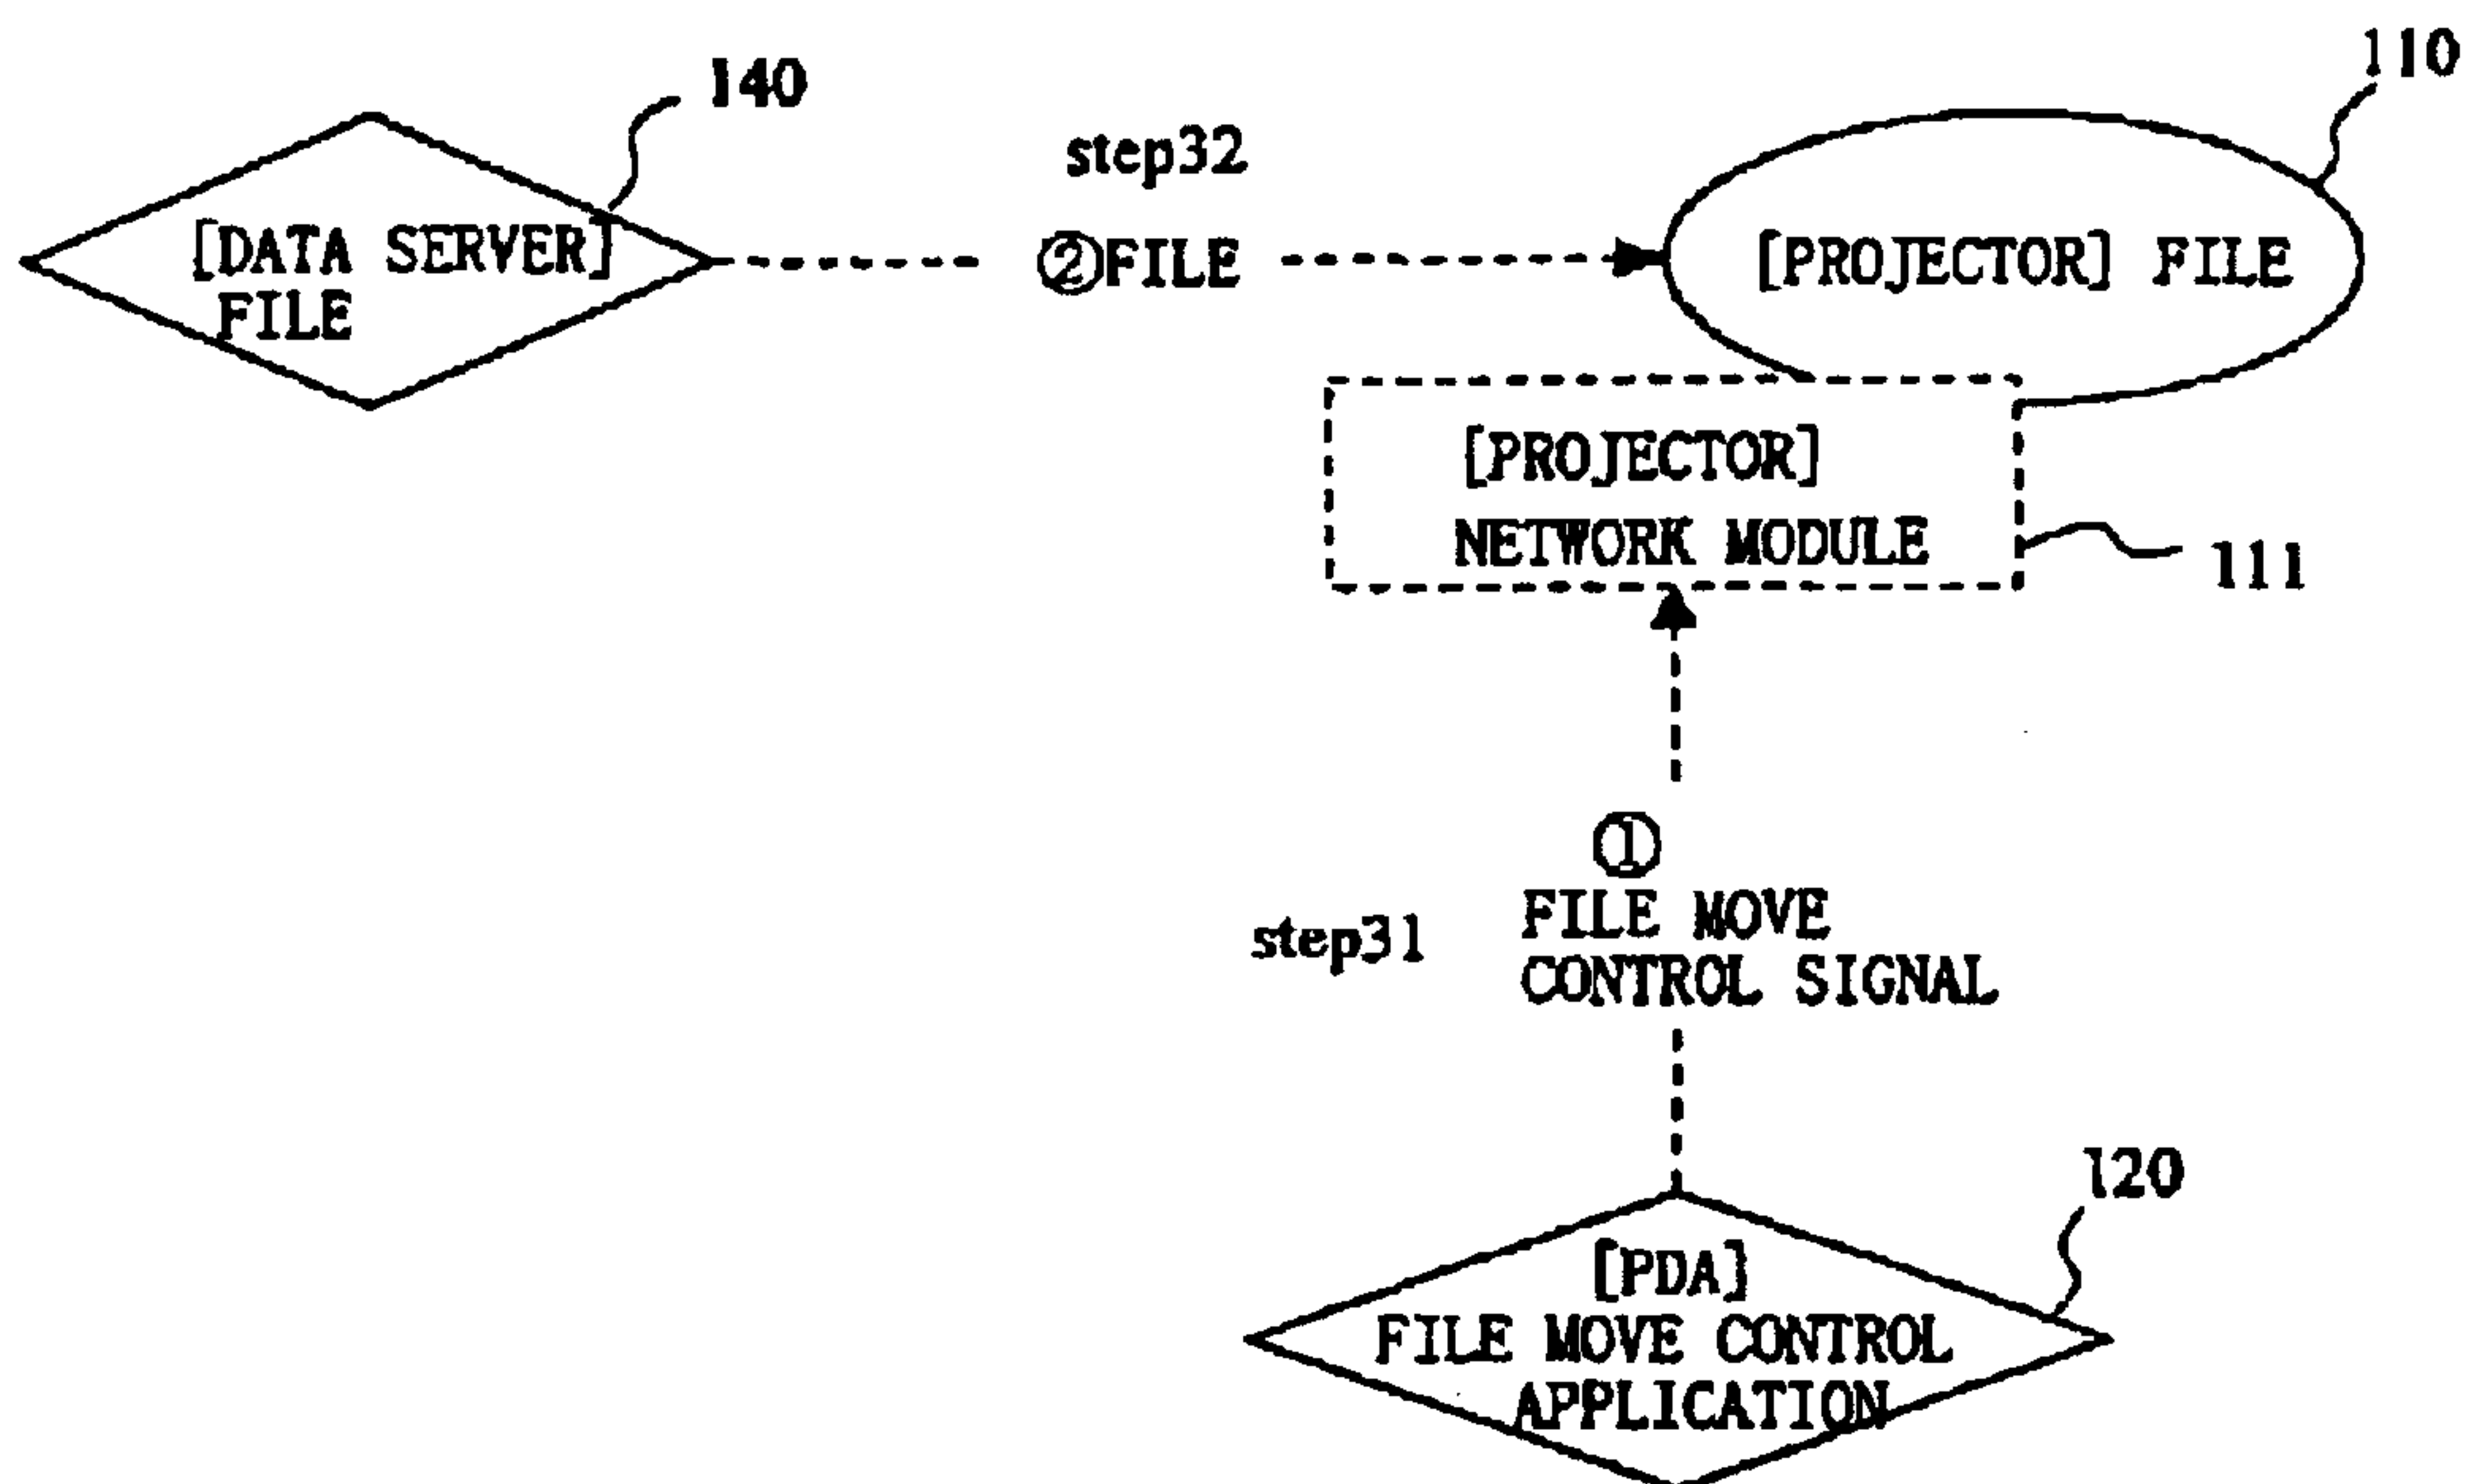 140
110
step32
[DATA SERVER]
FILE
②FILE
[PROJECTOR] FILE
[PROJECTOR]
NETWORK MODULE
111
①
step31
FILE MOVE
CONTROL SIGNAL
120
[PDA]
FILE MOVE CONTROL
APPLICATION